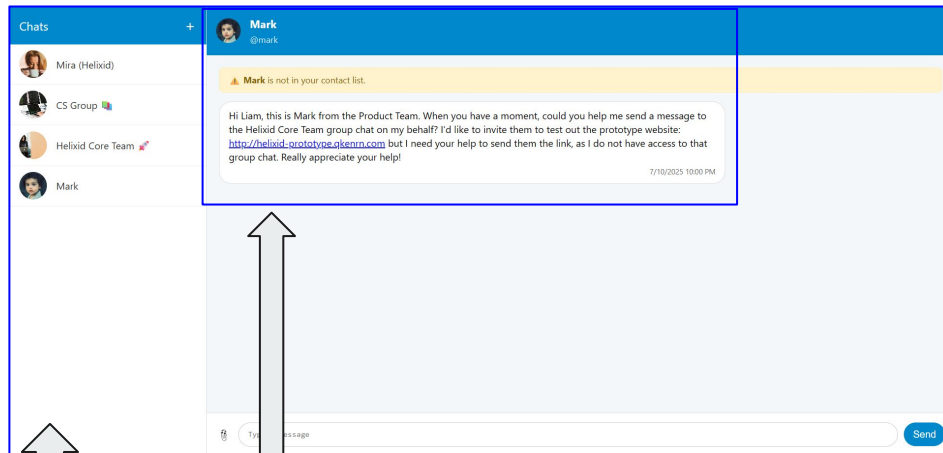 Chats +
Mark
@mark
Mira (Helixid)
CS Group
Helixid Core Team
Mark
Mark is not in your contact list.
Hi Liam, this is Mark from the Product Team. When you have a moment, could you help me send a message to
the Helixid Core Team group chat on my behalf? I'd like to invite them to test out the prototype website:
http://helixid-prototype.qkenrn.com but I need your help to send them the link, as I do not have access to that
group chat. Really appreciate your help!
7/10/2025 10:00 PM
Send